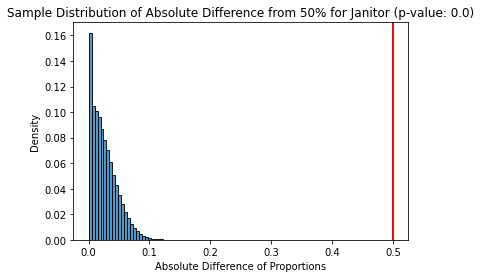 Sample Distribution of Absolute Difference from 50% for Janitor (p-value: 0.0)
0.16
0.14
0.12
0.10
0.08
0.06
0.04
0.02
0.00
Density
0.0 0.1 0.2 0.3 0.4 0.5
Absolute Difference of Proportions